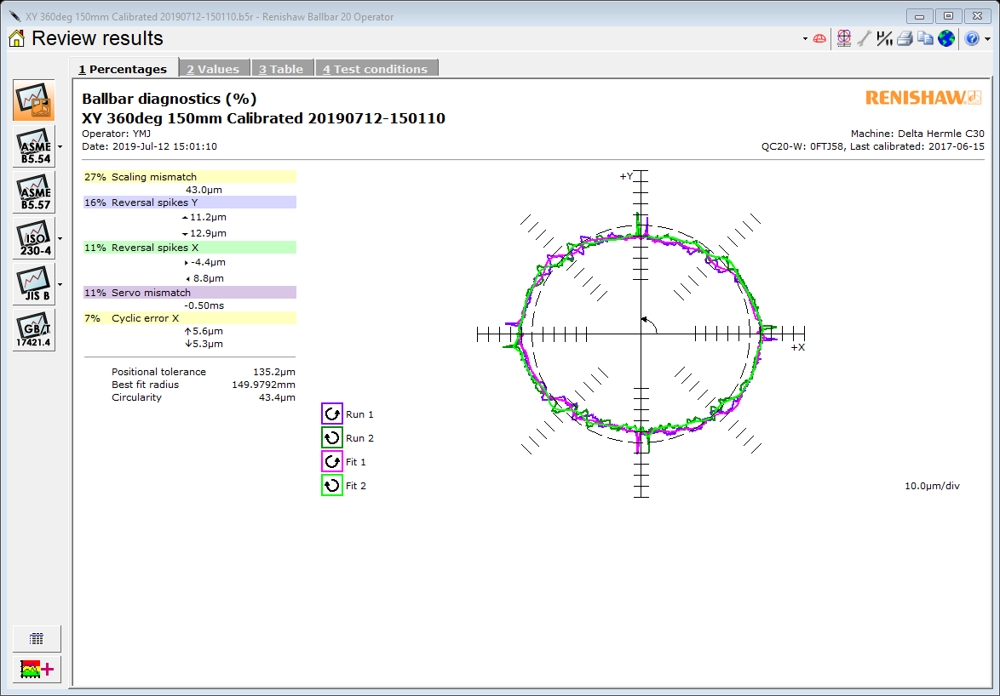 XY 360deg 150mm Calibrated 20190712-150110.b5r - Renishaw Ballbar 20 Operator
Review results
1 Percentages 2 Values 3 Table 4 Test conditions
Ballbar diagnostics (%)
XY 360deg 150mm Calibrated 20190712-150110
Operator: YMJ
Date: 2019-Jul-12 15:01:10
RENISHAW
Machine: Delta Hermle C30
QC20-W: 0FTJ58, Last calibrated: 2017-06-15
ASME
B5.54
ASME
B5.57
ISO
230-4
JIS B
GB/T
17421.4
27% Scaling mismatch
43.0µm
16% Reversal spikes Y
11.2µm
12.9µm
11% Reversal spikes X
-4.4µm
8.8µm
11% Servo mismatch
-0.50ms
7% Cyclic error X
↑5.6µm
↓5.3µm
Positional tolerance 135.2µm
Best fit radius 149.9792mm
Circularity 43.4µm
Run 1
Run 2
Fit 1
Fit 2
+Y
+X
10.0µm/div